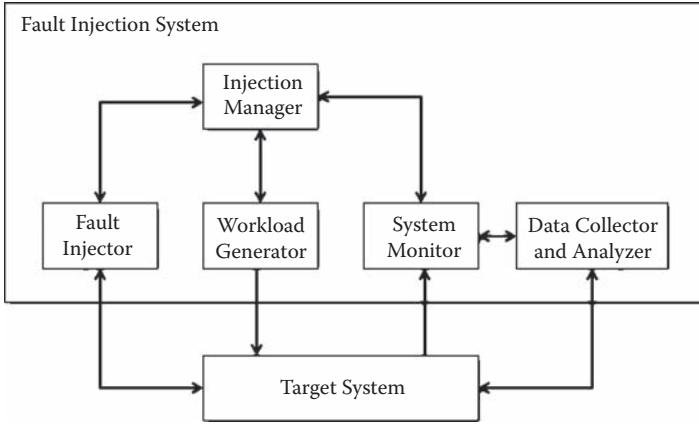 Fault Injection System
Injection
Manager
Fault
Injector
Workload
Generator
System
Monitor
Data Collector
and Analyzer
Target System